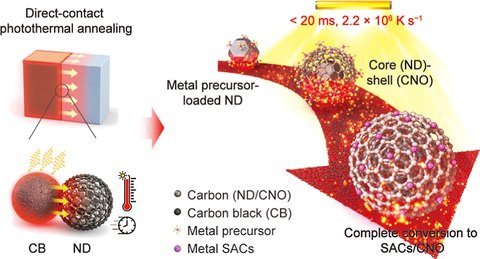 Direct-contact
photothermal annealing
CB
ND
< 20 ms, 2.2 × 10⁶ K s⁻¹
Metal precursor-
loaded ND
Core (ND)-
shell (CNO)
Carbon (ND/CNO)
Carbon black (CB)
Metal precursor
Metal SACs
Complete conversion to
SACs/CNO